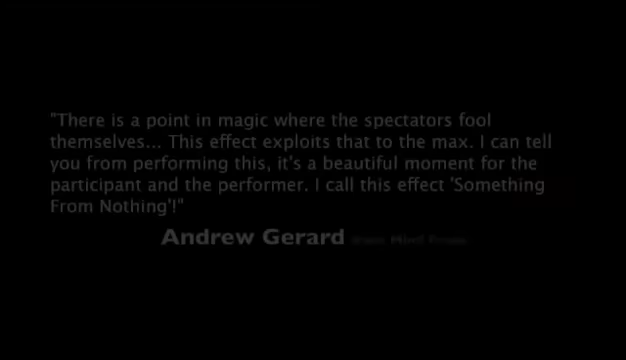 "There is a point in magic where the spectators fool
themselves... This effect exploits that to the max. I can tell
you from performing this, it's a beautiful moment for the
participant and the performer. I call this effect 'Something
From Nothing'!"
Andrew Gerard